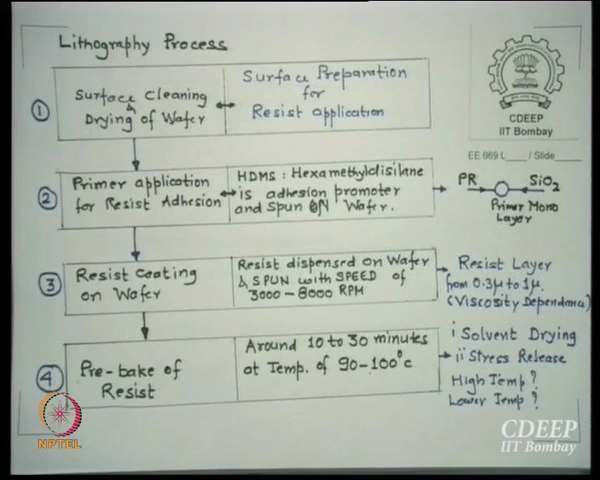 Lithography Process
CDEEP
IIT Bombay
EE 669 L___ / Slide____
1
Surface Cleaning
&
Drying of Wafer
Surface Preparation
for
Resist application
2
Primer application
for Resist Adhesion
HDMS : Hexamethyldisilane
is adhesion promoter
and Spun ON Wafer.
PR
SiO2
Primer Mono
Layer
3
Resist coating
on Wafer
Resist dispensed on Wafer
& SPUN with SPEED of
3000-8000 RPM
Resist Layer
from 0.3μ to 1μ.
(Viscosity Dependance)
4
Pre-bake of
Resist
Around 10 to 30 minutes
at Temp. of 90-100°C
i Solvent Drying
ii Stress Release
High Temp?
Lower Temp?
NPTEL
CDEEP
IIT Bombay